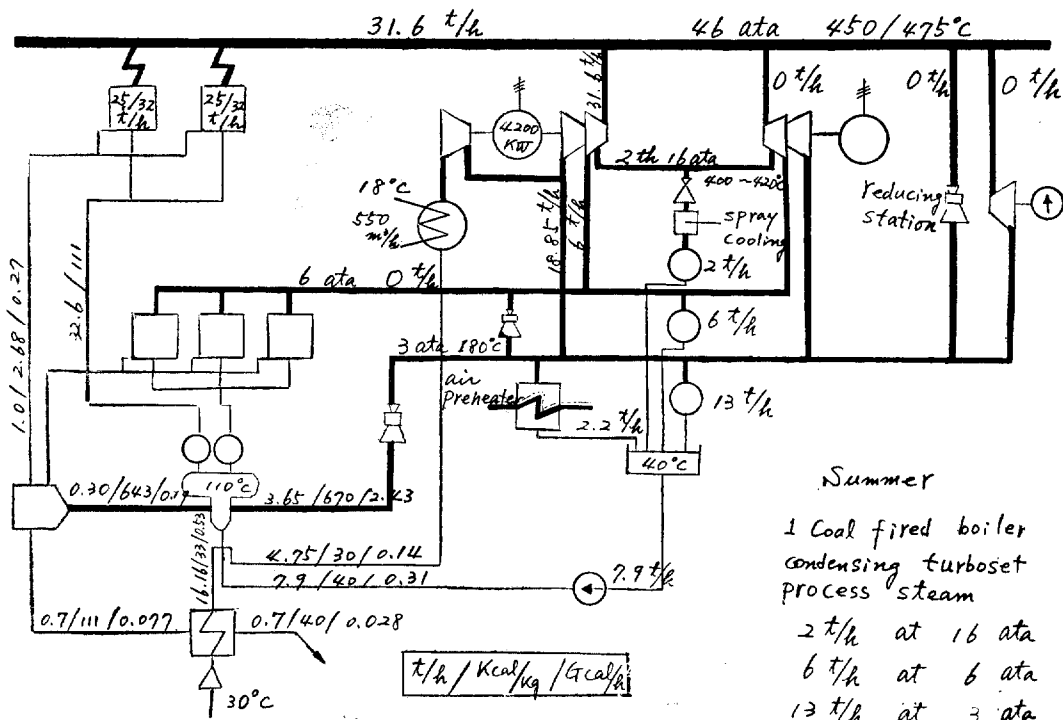 31.6 t/h
46 ata
450/475°C
25/32 t/h
25/32 t/h
4200 KW
31.6 t/h
0 t/h
0 t/h
0 t/h
2 t/h 16 ata
400~420°C
18°C
550 m³/h
spray cooling
reducing station
18.85 t/h
6 t/h
2 t/h
6 ata 0 t/h
6 t/h
1.0/2.68/0.27
32.6/111
3 ata 180°C
air preheater
2.2 t/h
13 t/h
40°C
110°C
0.30/643/0.19
3.65/670/2.43
16.16/33/0.53
4.75/30/0.14
7.9/40/0.31
7.9 t/h
0.7/111/0.077
0.7/40/0.028
30°C
t/h / Kcal/kg / Gcal/h
Summer
1 Coal fired boiler
condensing turboset
process steam
2 t/h at 16 ata
6 t/h at 6 ata
13 t/h at 3 ata